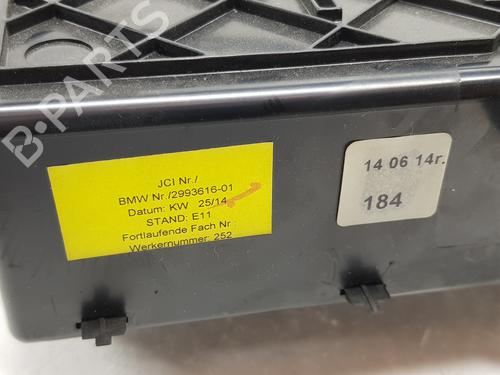 JCI Nr./
BMW Nr./2993616-01
Datum: KW 25/14
STAND: E11
Fortlaufende Fach Nr :
Werkernummer: 252
14 06 14r.
184
B-PARTS